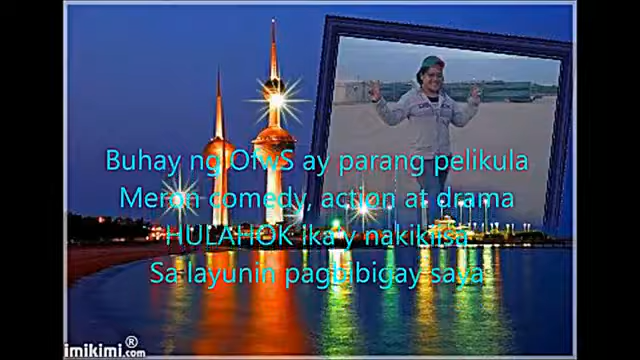 Buhay ng OfwS ay parang pelikula
Meron comedy, action at drama
HULAHOK ika'y nakikiisa
Sa layunin pagbibigay saya
imikimi.com®